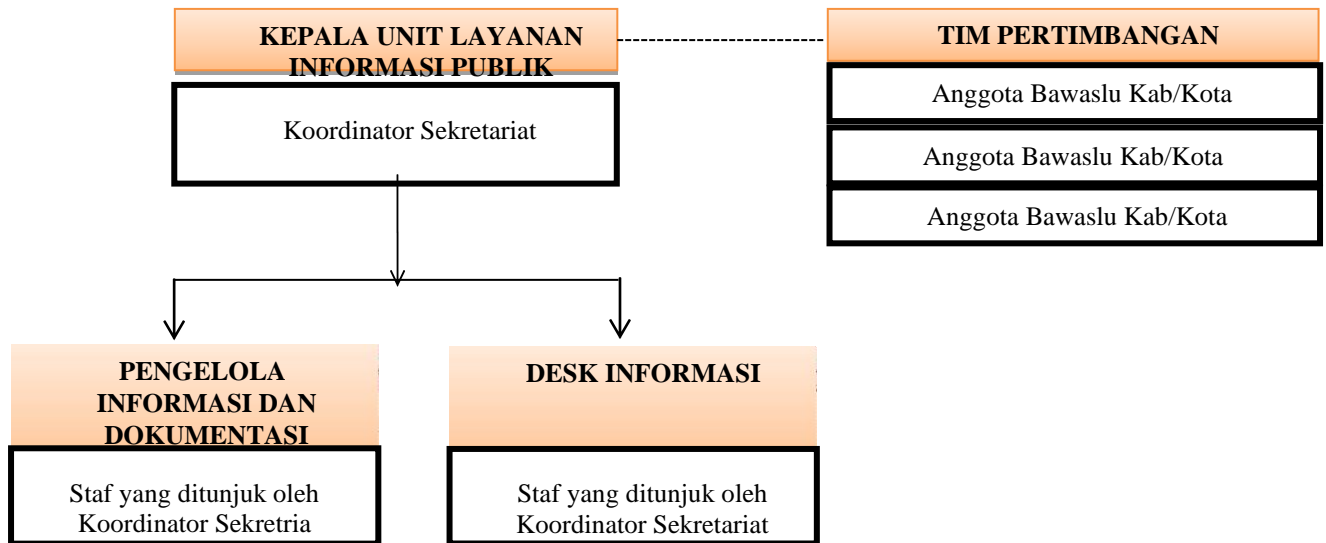 KEPALA UNIT LAYANAN
INFORMASI PUBLIK
Koordinator Sekretariat
TIM PERTIMBANGAN
Anggota Bawaslu Kab/Kota
Anggota Bawaslu Kab/Kota
Anggota Bawaslu Kab/Kota
PENGELOLA
INFORMASI DAN
DOKUMENTASI
Staf yang ditunjuk oleh
Koordinator Sekretria
DESK INFORMASI
Staf yang ditunjuk oleh
Koordinator Sekretariat